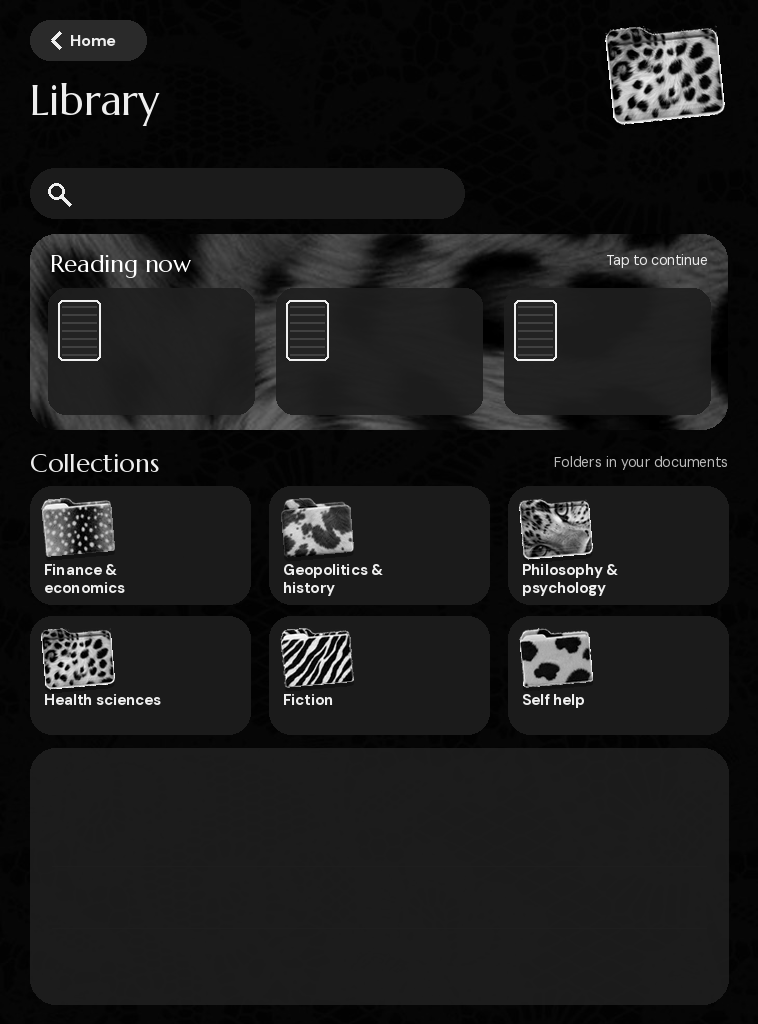 Home
Library
Reading now
Tap to continue
Collections
Folders in your documents
Finance &
economics
Geopolitics &
history
Philosophy &
psychology
Health sciences
Fiction
Self help